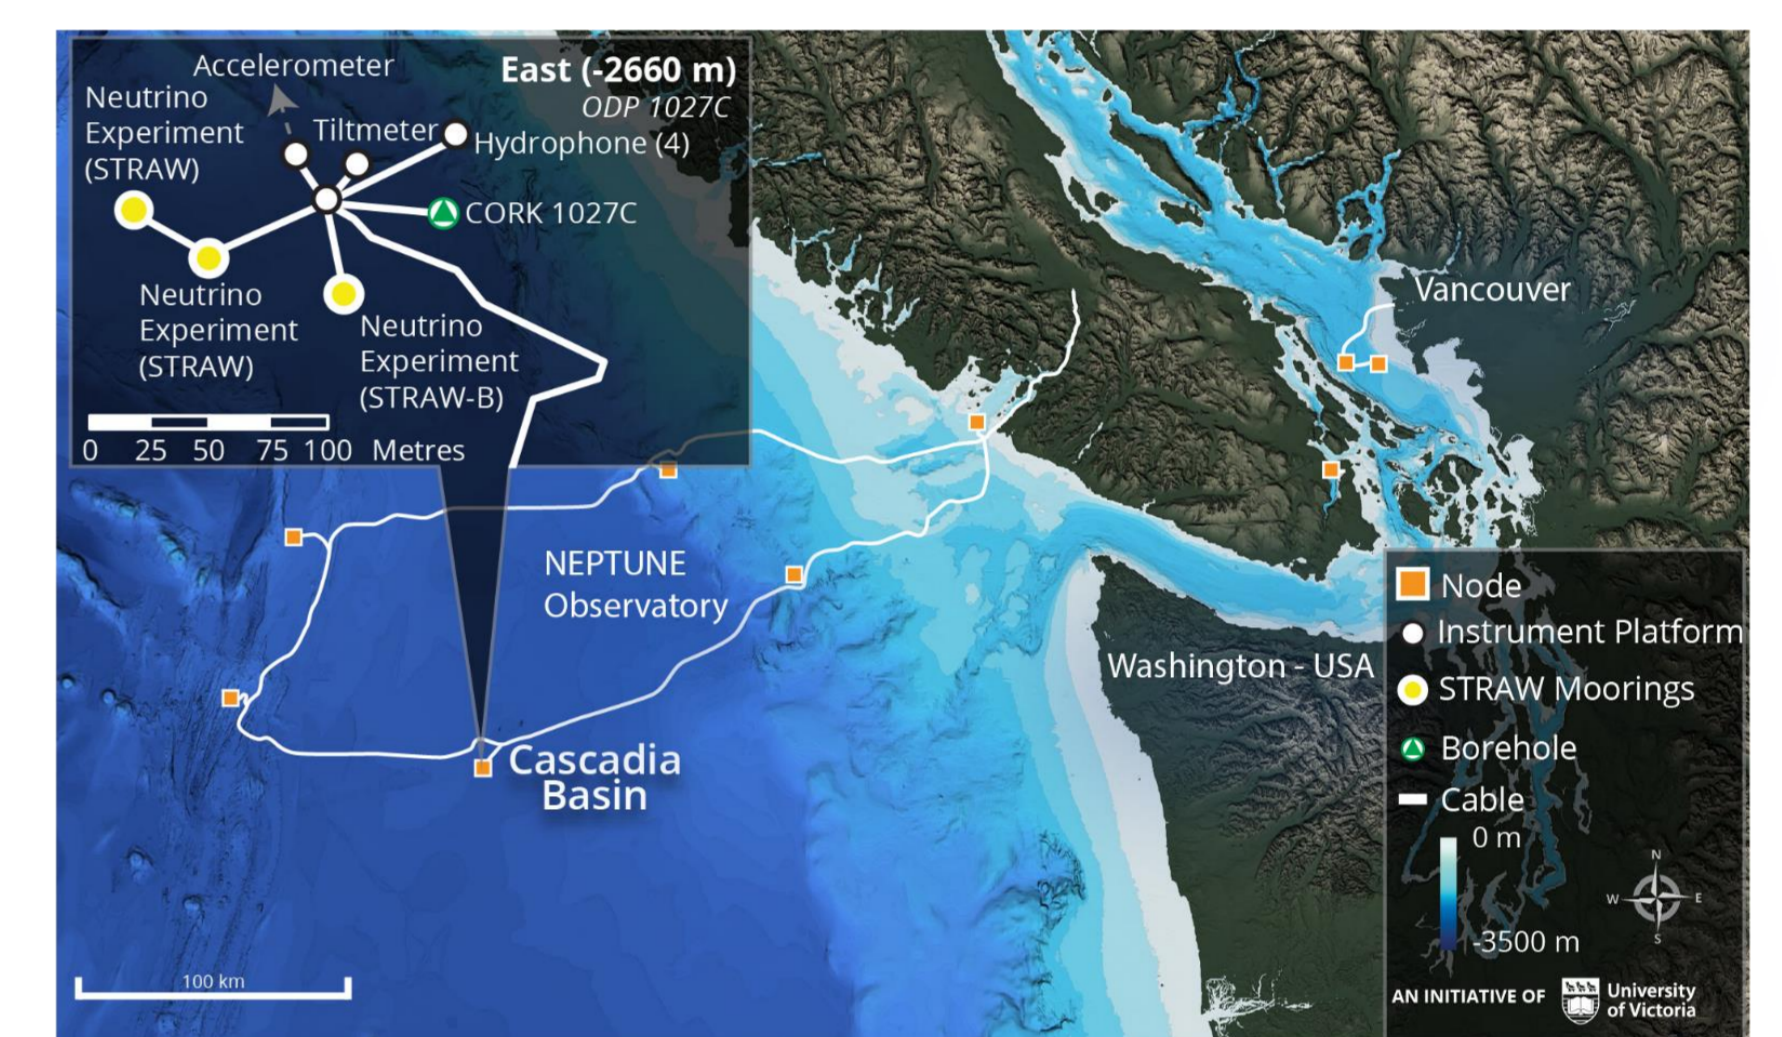 Accelerometer
East (-2660 m)
ODP 1027C
Neutrino
Experiment
(STRAW)
Tiltmeter
Hydrophone (4)
CORK 1027C
Neutrino
Experiment
(STRAW)
Neutrino
Experiment
(STRAW-B)
0 25 50 75 100 Metres
Vancouver
NEPTUNE
Observatory
Washington - USA
Cascadia
Basin
100 km
Node
Instrument Platform
STRAW Moorings
Borehole
Cable
0 m
-3500 m
N
W E
S
AN INITIATIVE OF
University
of Victoria